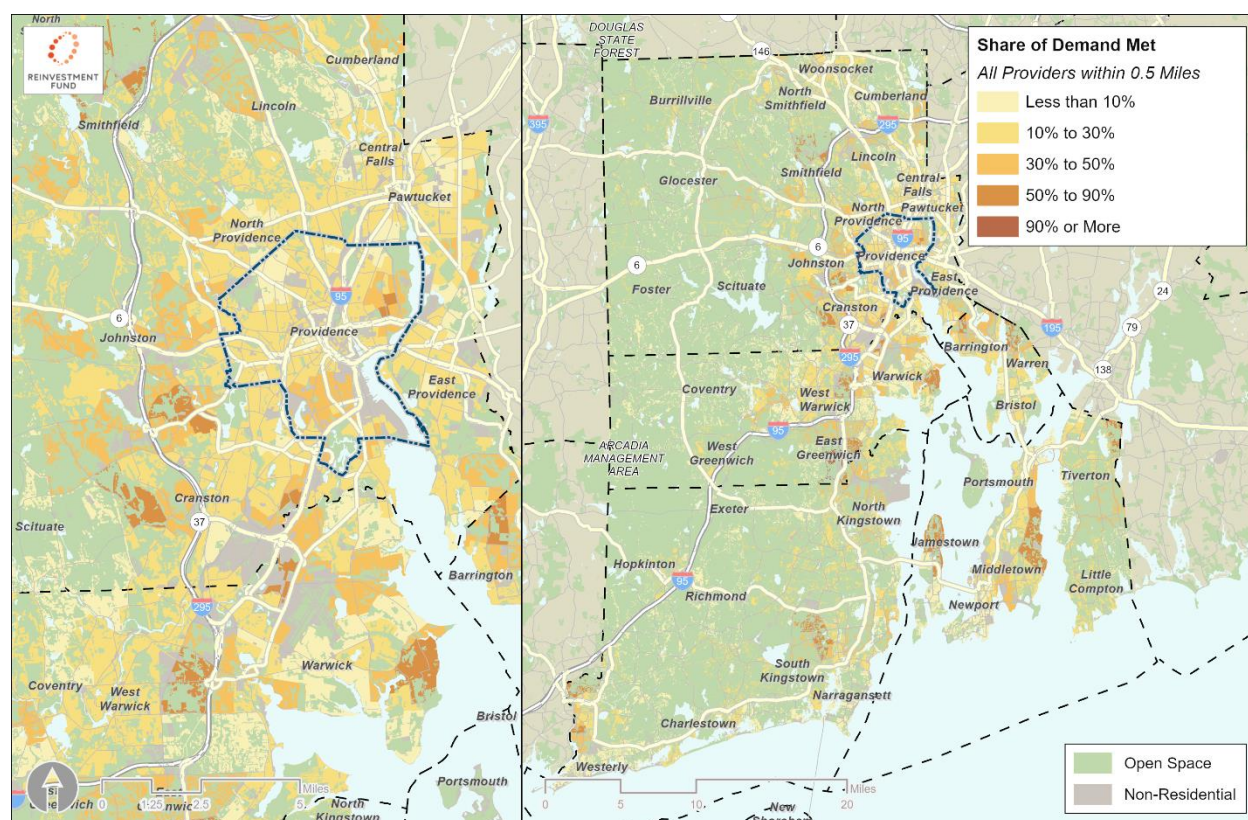 REINVESTMENT
FUND
North
Smithfield
Cumberland
Lincoln
Smithfield
Central
Falls
Pawtucket
North
Providence
95
6
Johnston
Providence
East
Providence
Cranston
37
Scituate
Barrington
295
Warwick
Coventry
West
Warwick
Bristol
Portsmouth
North
Kingstown
0
1.25
2.5
5
Miles
DOUGLAS
STATE
FOREST
146
Woonsocket
Burrillville
North
Smithfield
Cumberland
395
295
Lincoln
Smithfield
Glocester
Central
Falls
North
Providence
Pawtucket
95
6
Johnston
Providence
6
Foster
Scituate
East
Providence
24
Cranston
37
195
79
295
Barrington
Warren
138
Coventry
West
Warwick
Warwick
Bristol
95
ARCADIA
MANAGEMENT
AREA
West
Greenwich
East
Greenwich
Portsmouth
Tiverton
Exeter
North
Kingstown
Jamestown
Hopkinton
Middletown
Little
Compton
95
Richmond
Newport
South
Kingstown
Narragansett
Charlestown
Westerly
0
5
10
20
Miles
New
Share of Demand Met
All Providers within 0.5 Miles
Less than 10%
10% to 30%
30% to 50%
50% to 90%
90% or More
Open Space
Non-Residential